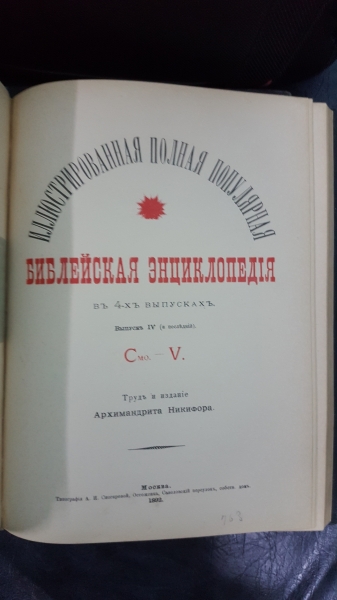 ИЛЛЮСТРИРОВАННАЯ ПОЛНАЯ ПОПУЛЯРНАЯ
БИБЛЕЙСКАЯ ЭНЦИКЛОПЕДІЯ
ВЪ 4-ХЪ ВЫПУСКАХЪ.
Выпускъ IV (и послѣдній).
Смо. — V.
Трудъ и изданіе
Архимандрита Никифора.
Москва.
Типографія А. И. Снегиревой, Остоженка, Савеловскій переулокъ, собств. домъ.
1892.